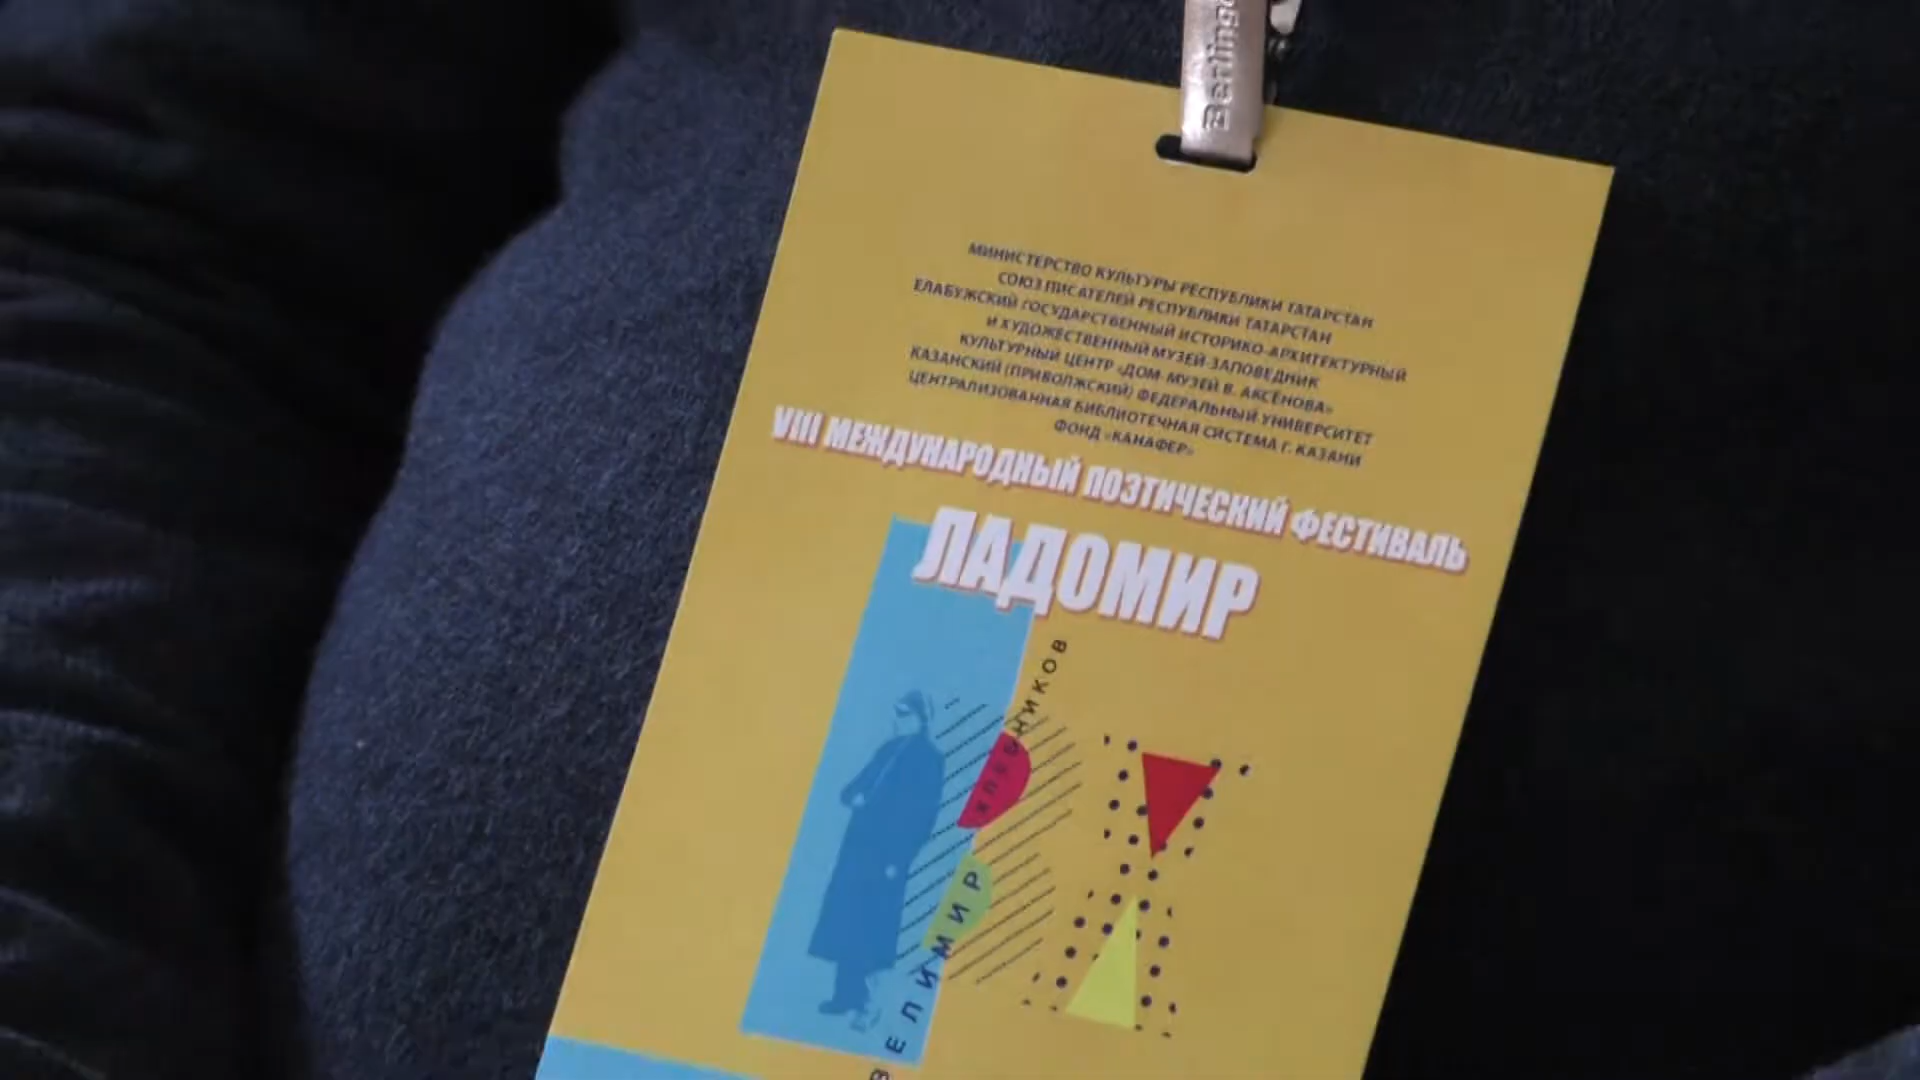 Berlingo
МИНИСТЕРСТВО КУЛЬТУРЫ РЕСПУБЛИКИ ТАТАРСТАН
СОЮЗ ПИСАТЕЛЕЙ РЕСПУБЛИКИ ТАТАРСТАН
ЕЛАБУЖСКИЙ ГОСУДАРСТВЕННЫЙ ИСТОРИКО-АРХИТЕКТУРНЫЙ
И ХУДОЖЕСТВЕННЫЙ МУЗЕЙ-ЗАПОВЕДНИК
КУЛЬТУРНЫЙ ЦЕНТР «ДОМ-МУЗЕЙ В. АКСЁНОВА»
КАЗАНСКИЙ (ПРИВОЛЖСКИЙ) ФЕДЕРАЛЬНЫЙ УНИВЕРСИТЕТ
ЦЕНТРАЛИЗОВАННАЯ БИБЛИОТЕЧНАЯ СИСТЕМА Г. КАЗАНИ
ФОНД «КАНАФЕР»
VIII МЕЖДУНАРОДНЫЙ ПОЭТИЧЕСКИЙ ФЕСТИВАЛЬ
ЛАДОМИР
ВЕЛИМИР ХЛЕБНИКОВ